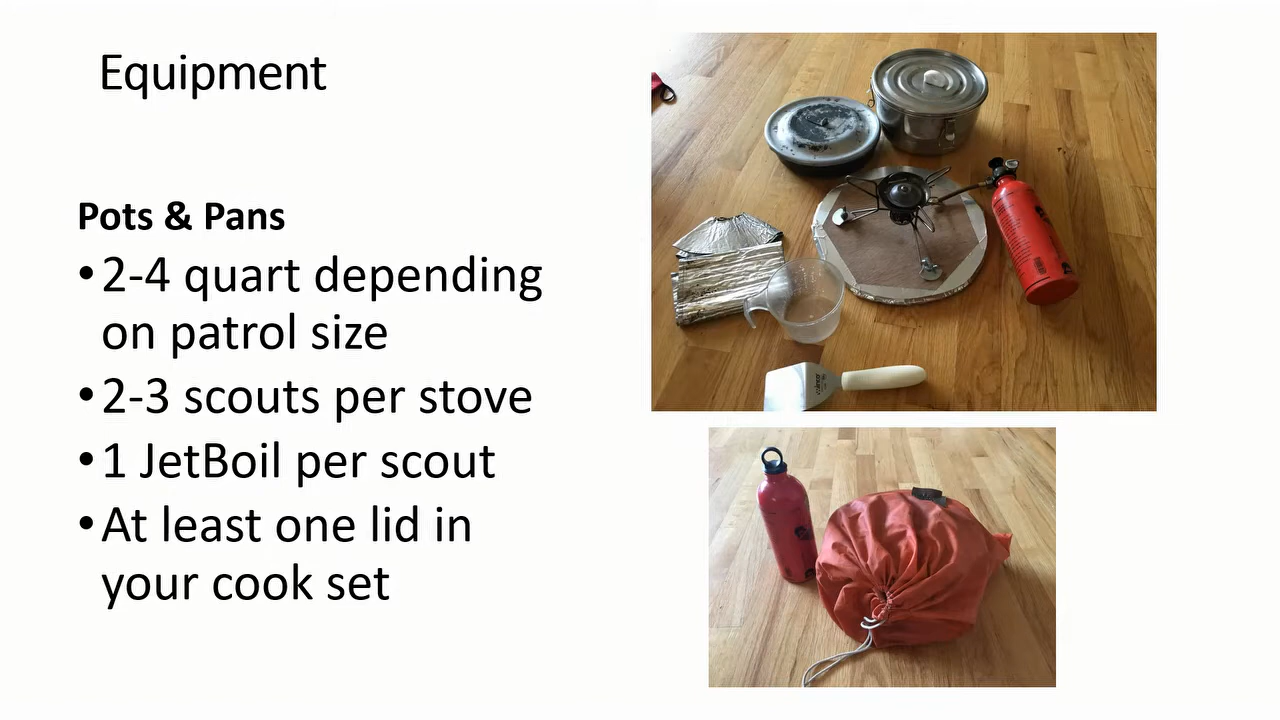 Equipment
Pots & Pans
•2-4 quart depending
on patrol size
•2-3 scouts per stove
•1 JetBoil per scout
•At least one lid in
your cook set